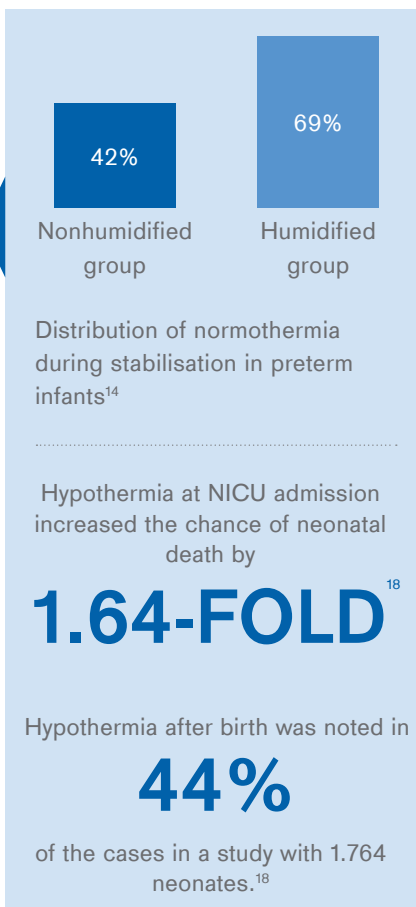 42%
69%
Nonhumidified
group
Humidified
group
Distribution of normothermia
during stabilisation in preterm
infants¹⁴
Hypothermia at NICU admission
increased the chance of neonatal
death by
1.64-FOLD¹⁸
Hypothermia after birth was noted in
44%
of the cases in a study with 1.764
neonates.¹⁸